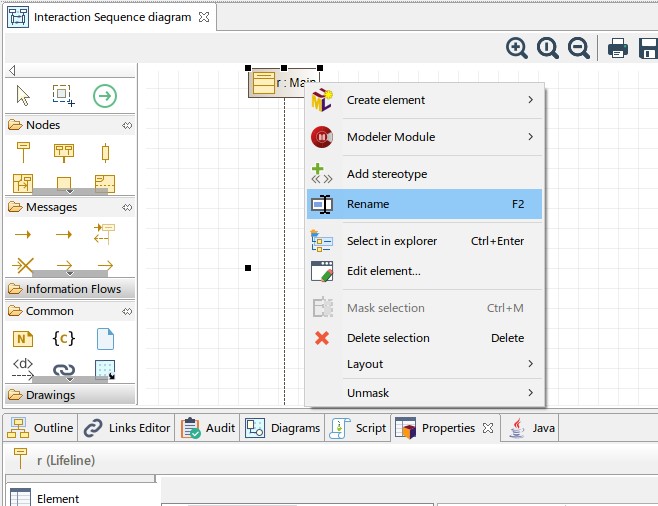 Interaction Sequence diagram
Nodes
Messages
Information Flows
Common
N
{c}
<d>
Drawings
r : Main
Create element
Modeler Module
Add stereotype
Rename F2
Select in explorer Ctrl+Enter
Edit element...
Mask selection Ctrl+M
Delete selection Delete
Layout
Unmask
Outline Links Editor Audit Diagrams Script Properties Java
r (Lifeline)
Element